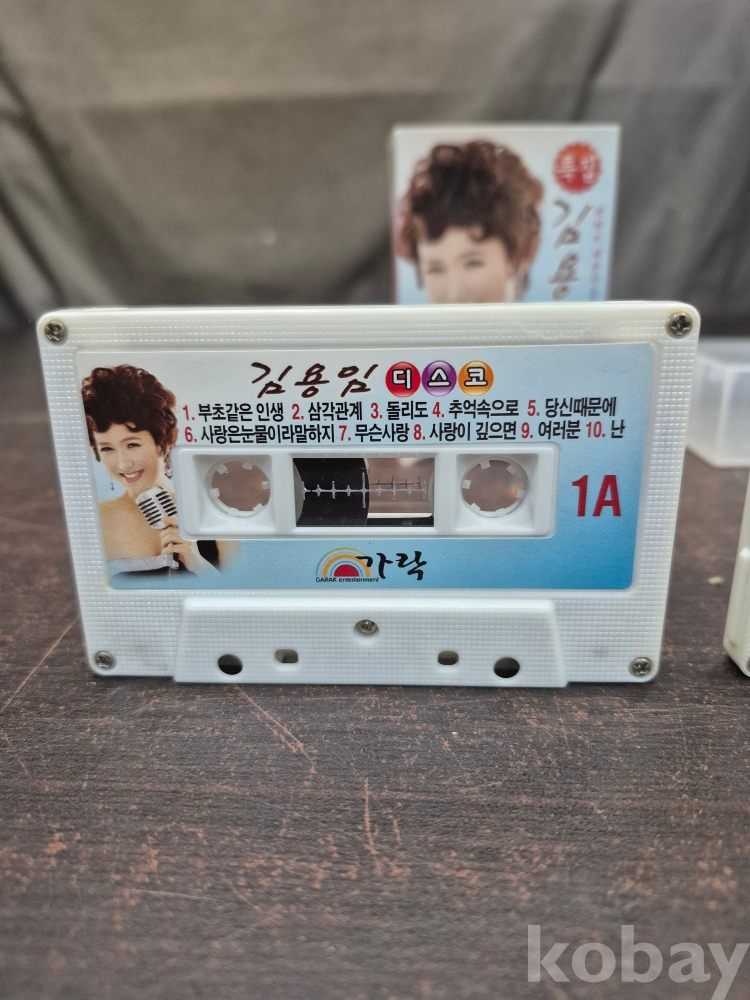 특집
김용
김용임 디스코
1. 부초같은 인생 2. 삼각관계 3. 돌리도 4. 추억속으로 5. 당신때문에
6. 사랑은눈물이라말하지 7. 무슨사랑 8. 사랑이 깊으면 9. 여러분 10. 난
1A
가락
GARAK entertainment
kobay